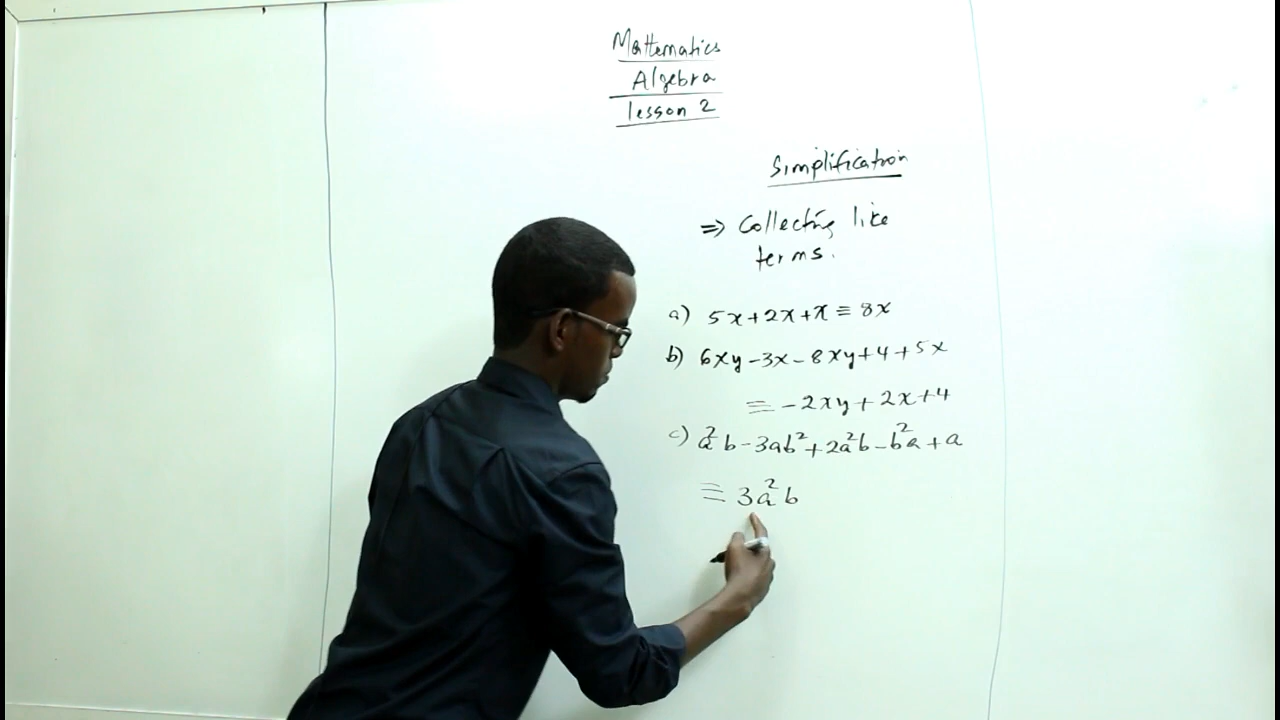 Mathematics
Algebra
lesson 2
Simplification
⇒ Collecting like
terms.
a) 5x+2x+x≡8x
b) 6xy-3x-8xy+4+5x
≡ -2xy+2x+4
c) a²b-3ab²+2a²b-b²a+a
≡ 3a²b